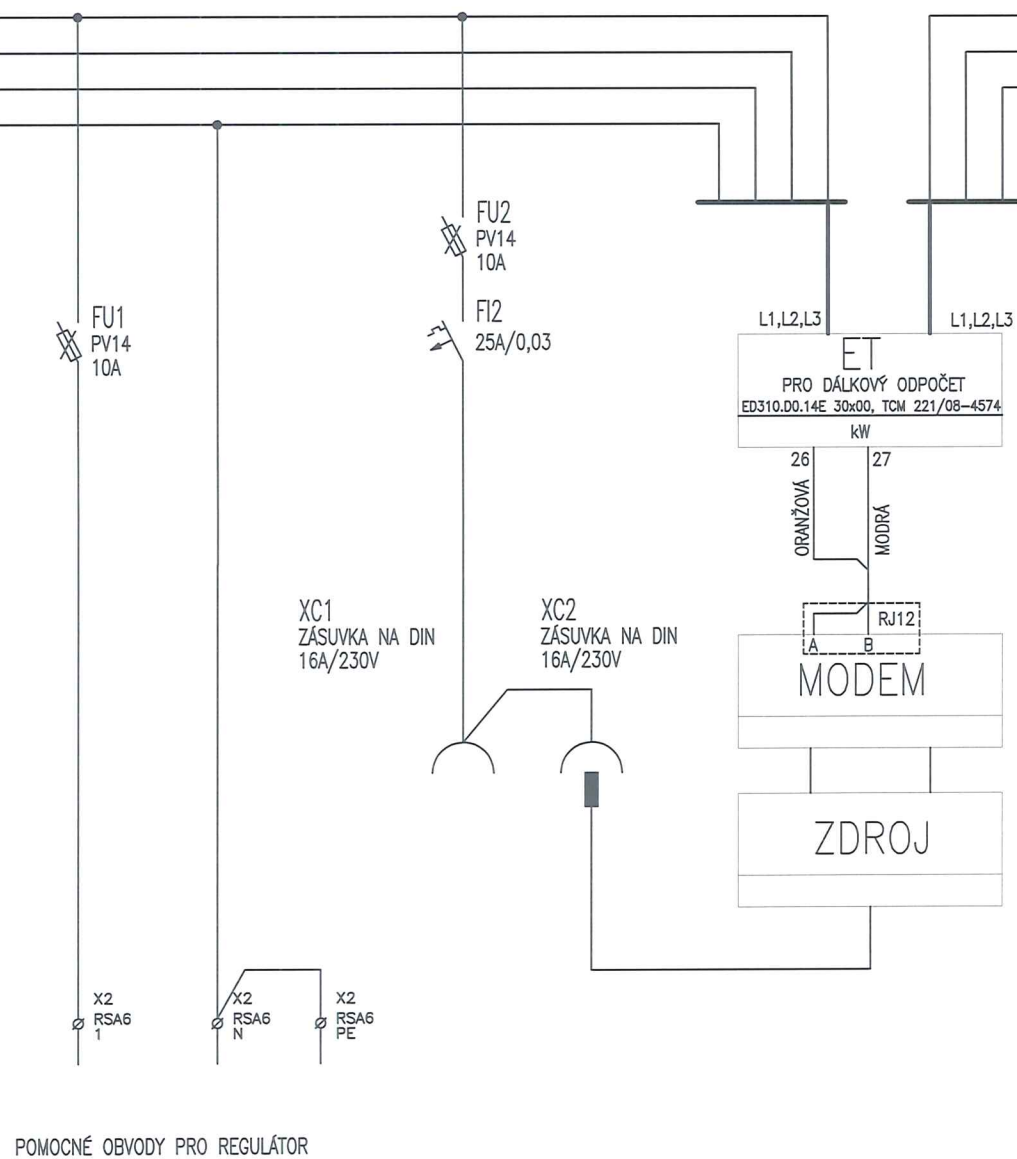 FU2
PV14
10A
FI2
25A/0,03
FU1
PV14
10A
L1,L2,L3
L1,L2,L3
ET
PRO DÁLKOVÝ ODPOČET
ED310.D0.14E 30x00, TCM 221/08-4574
kW
26
27
ORANŽOVÁ
MODRÁ
XC1
ZÁSUVKA NA DIN
16A/230V
XC2
ZÁSUVKA NA DIN
16A/230V
RJ12
A
B
MODEM
ZDROJ
X2
RSA6
1
X2
RSA6
N
X2
RSA6
PE
POMOCNÉ OBVODY PRO REGULÁTOR